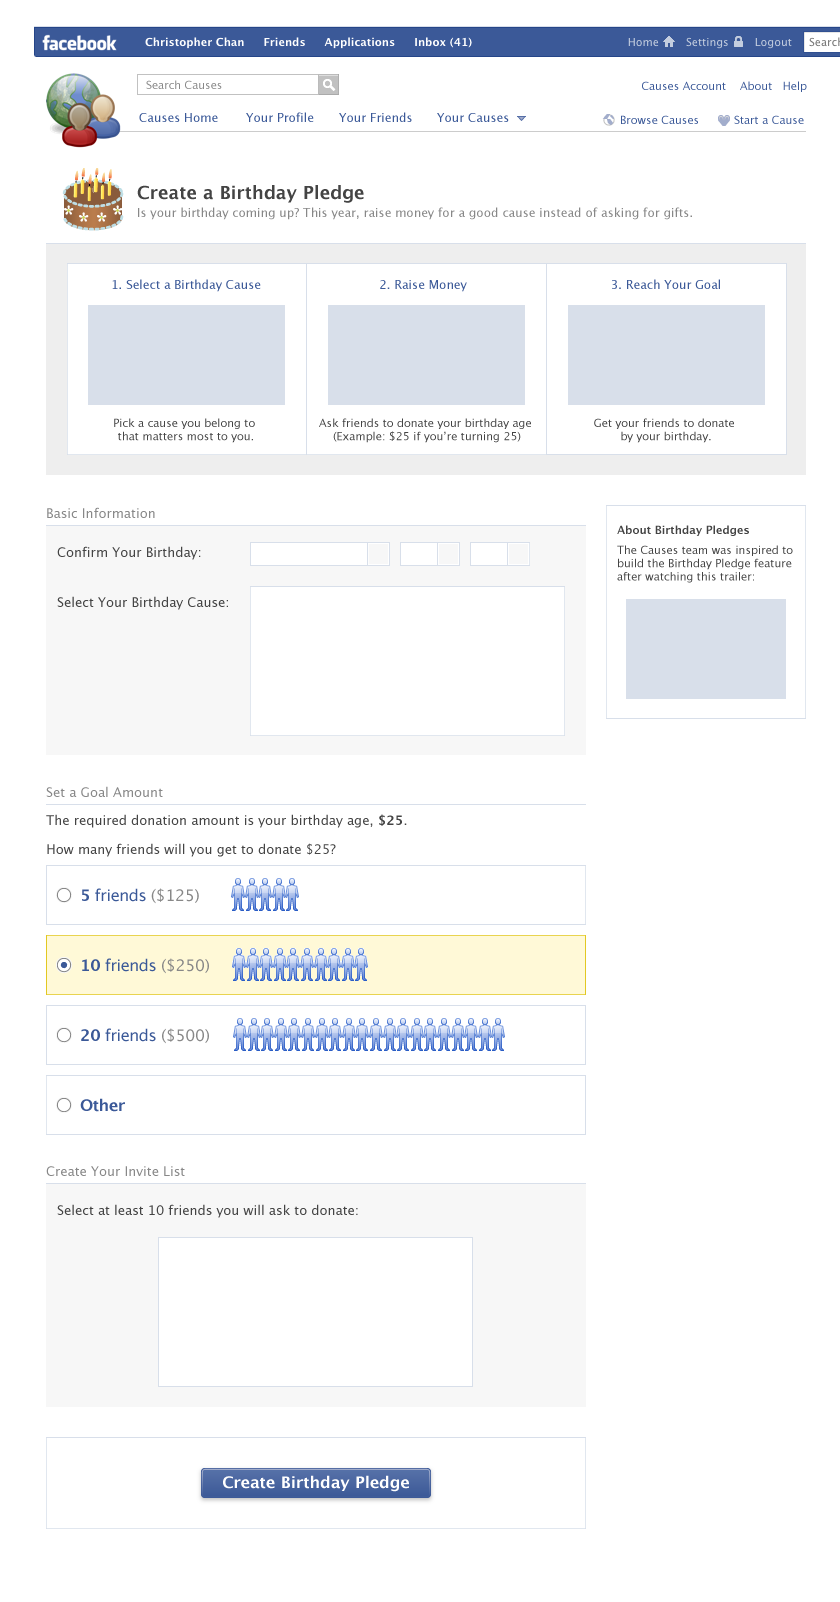 facebook Christopher Chan Friends Applications Inbox (41) Home Settings Logout Search
Search Causes
Causes Account About Help
Causes Home Your Profile Your Friends Your Causes
Browse Causes Start a Cause
Create a Birthday Pledge
Is your birthday coming up? This year, raise money for a good cause instead of asking for gifts.
1. Select a Birthday Cause
Pick a cause you belong to
that matters most to you.
2. Raise Money
Ask friends to donate your birthday age
(Example: $25 if you're turning 25)
3. Reach Your Goal
Get your friends to donate
by your birthday.
Basic Information
Confirm Your Birthday:
Select Your Birthday Cause:
About Birthday Pledges
The Causes team was inspired to
build the Birthday Pledge feature
after watching this trailer:
Set a Goal Amount
The required donation amount is your birthday age, $25.
How many friends will you get to donate $25?
5 friends ($125)
10 friends ($250)
20 friends ($500)
Other
Create Your Invite List
Select at least 10 friends you will ask to donate:
Create Birthday Pledge